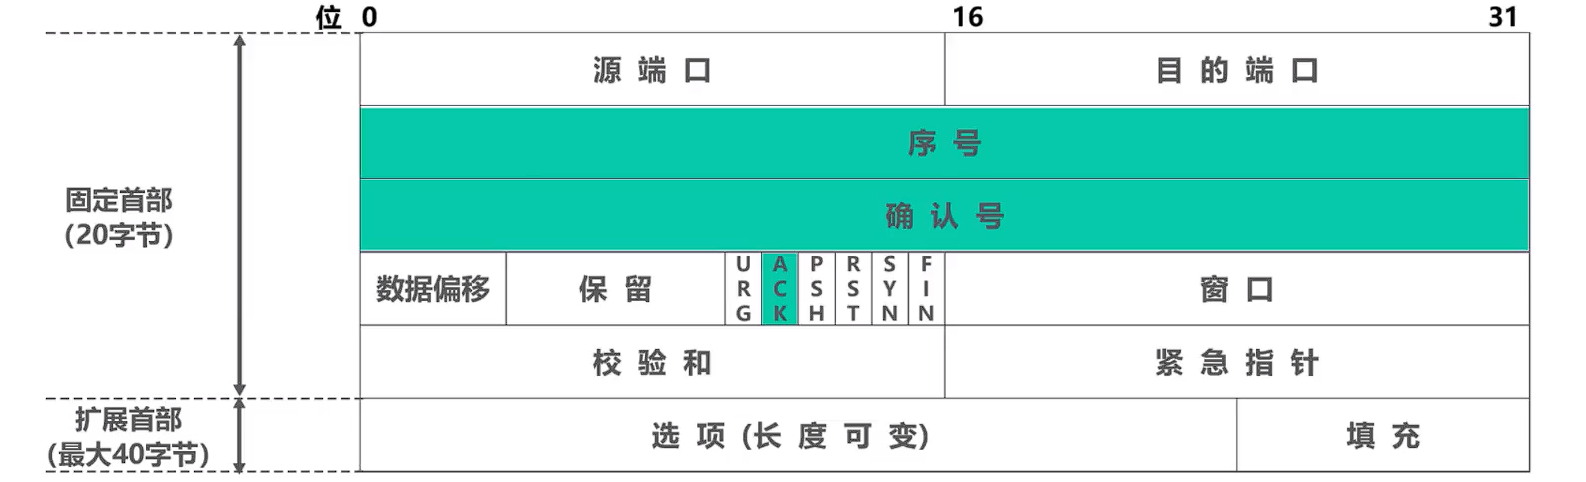 位 0 16 31
源 端 口
目 的 端 口
序 号
确 认 号
固定首部
(20字节)
数据偏移
保 留
URG
ACK
PSH
RST
SYN
FIN
窗 口
校 验 和
紧 急 指 针
扩展首部
(最大40字节)
选 项 (长 度 可 变)
填 充